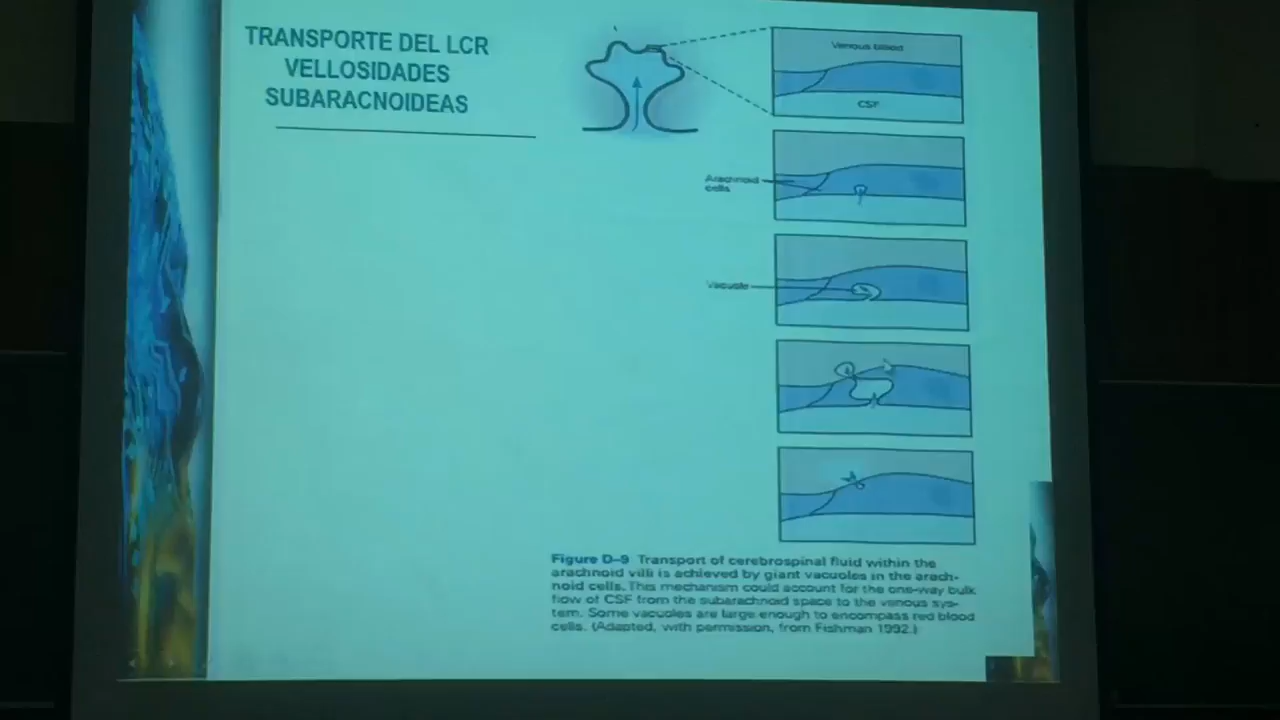 TRANSPORTE DEL LCR
VELLOSIDADES
SUBARACNOIDEAS
Venous blood
CSF
Arachnoid
cells
Vacuole
Figure D-9 Transport of cerebrospinal fluid within the
arachnoid villi is achieved by giant vacuoles in the arach-
noid cells. This mechanism could account for the one-way bulk
flow of CSF from the subarachnoid space to the venous sys-
tem. Some vacuoles are large enough to encompass red blood
cells. (Adapted, with permission, from Fishman 1992.)